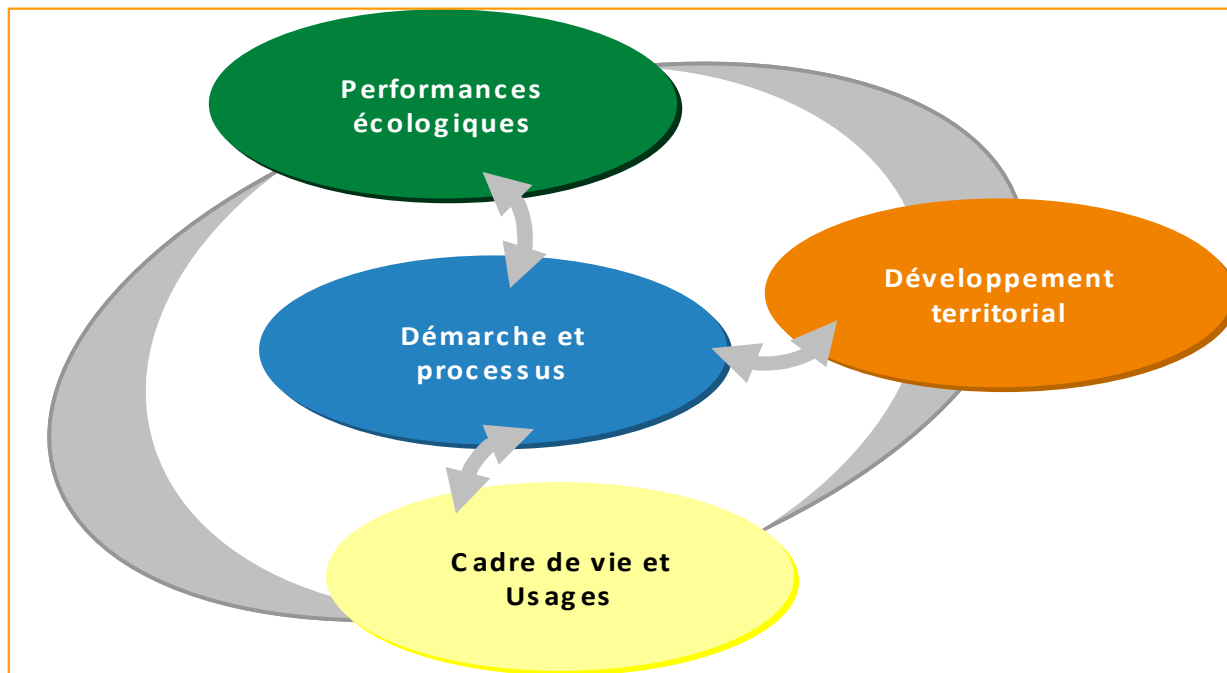 Performances
écologiques
Développement
territorial
Démarche et
processus
Cadre de vie et
Usages